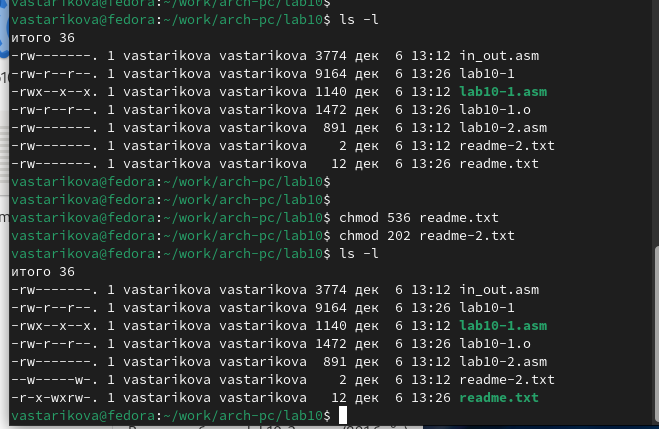 vastarikova@fedora:~/work/arch-pc/lab10$
vastarikova@fedora:~/work/arch-pc/lab10$ ls -l
итого 36
-rw-------. 1 vastarikova vastarikova 3774 дек  6 13:12 in_out.asm
-rw-r--r--. 1 vastarikova vastarikova 9164 дек  6 13:26 lab10-1
-rwx--x--x. 1 vastarikova vastarikova 1140 дек  6 13:12 lab10-1.asm
-rw-r--r--. 1 vastarikova vastarikova 1472 дек  6 13:26 lab10-1.o
-rw-------. 1 vastarikova vastarikova  891 дек  6 13:12 lab10-2.asm
-rw-------. 1 vastarikova vastarikova    2 дек  6 13:12 readme-2.txt
-rw-------. 1 vastarikova vastarikova   12 дек  6 13:26 readme.txt
vastarikova@fedora:~/work/arch-pc/lab10$
vastarikova@fedora:~/work/arch-pc/lab10$
vastarikova@fedora:~/work/arch-pc/lab10$ chmod 536 readme.txt
vastarikova@fedora:~/work/arch-pc/lab10$ chmod 202 readme-2.txt
vastarikova@fedora:~/work/arch-pc/lab10$ ls -l
итого 36
-rw-------. 1 vastarikova vastarikova 3774 дек  6 13:12 in_out.asm
-rw-r--r--. 1 vastarikova vastarikova 9164 дек  6 13:26 lab10-1
-rwx--x--x. 1 vastarikova vastarikova 1140 дек  6 13:12 lab10-1.asm
-rw-r--r--. 1 vastarikova vastarikova 1472 дек  6 13:26 lab10-1.o
-rw-------. 1 vastarikova vastarikova  891 дек  6 13:12 lab10-2.asm
--w-----w-. 1 vastarikova vastarikova    2 дек  6 13:12 readme-2.txt
-r-x-wxrw-. 1 vastarikova vastarikova   12 дек  6 13:26 readme.txt
vastarikova@fedora:~/work/arch-pc/lab10$